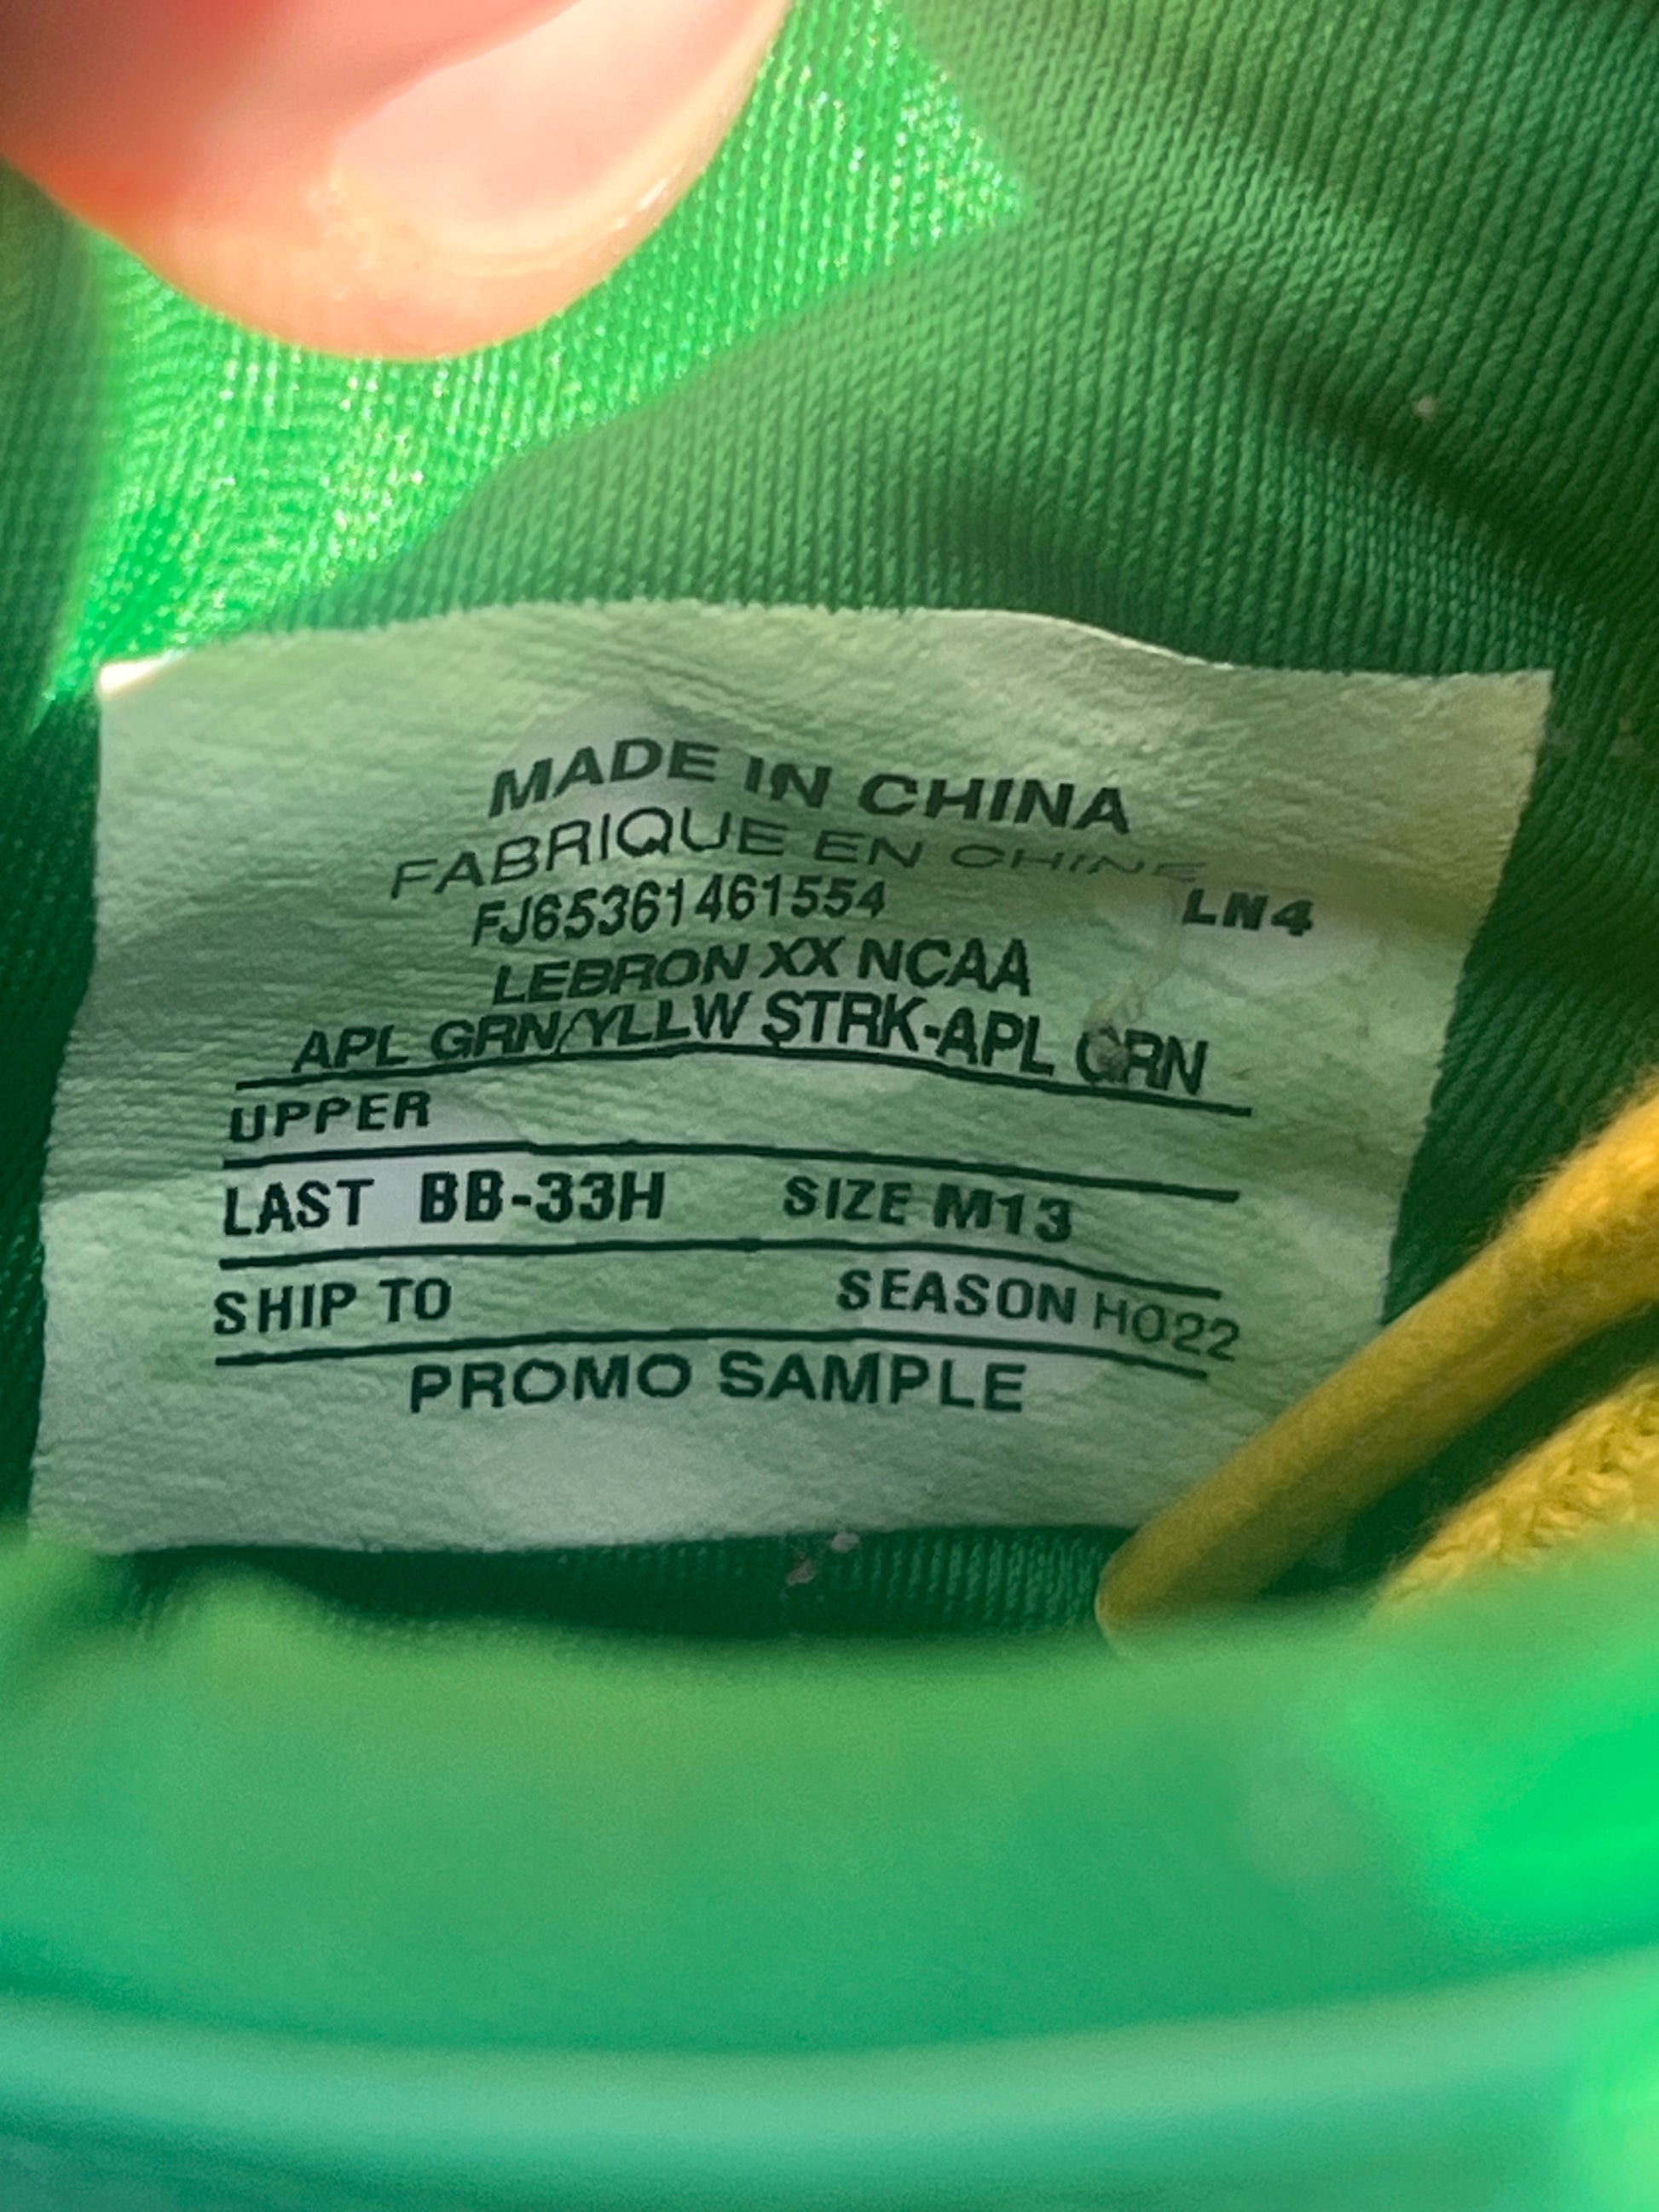 MADE IN CHINA
FABRIQUE EN CHINE
FJ65361461554
LN4
LEBRON XX NCAA
APL GRN/YLLW STRK-APL GRN
UPPER
LAST BB-33H SIZE M13
SHIP TO SEASON HO22
PROMO SAMPLE